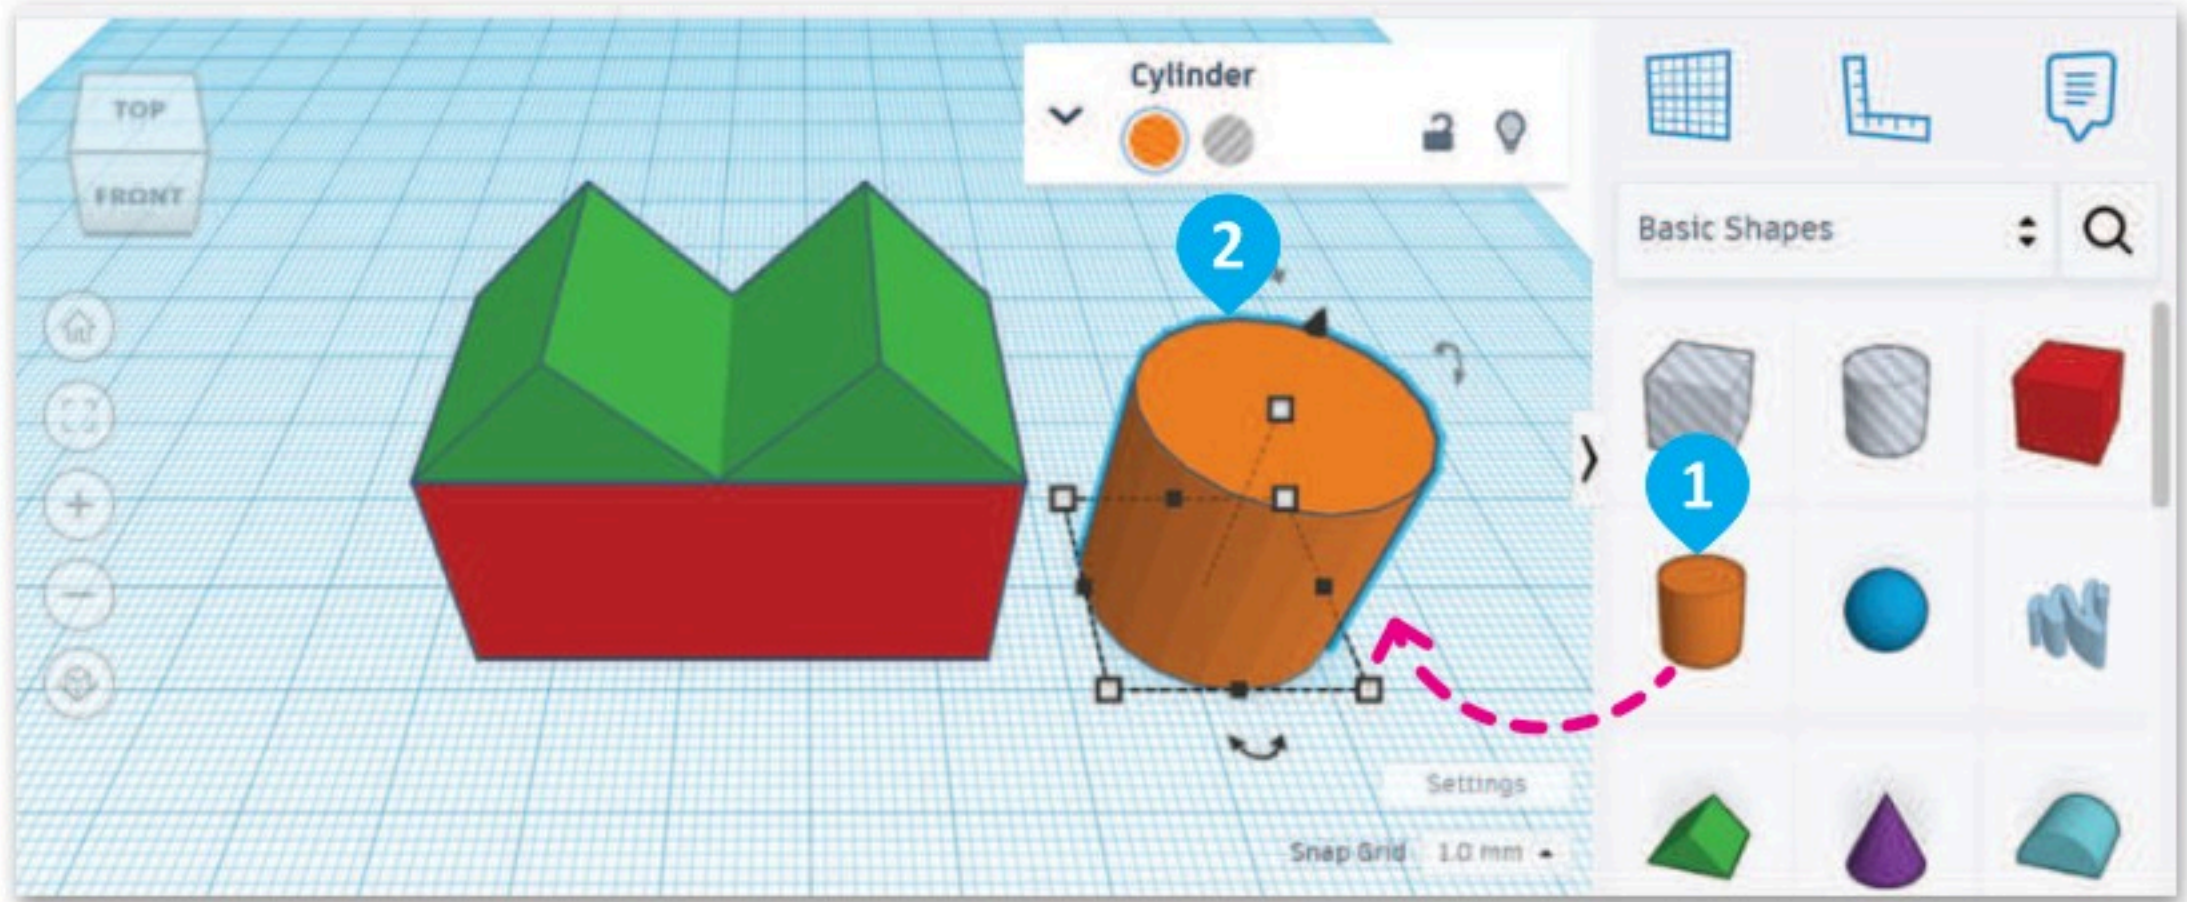 TOP
FRONT
Cylinder
2
Basic Shapes
1
Settings
Snap Grid 1.0 mm